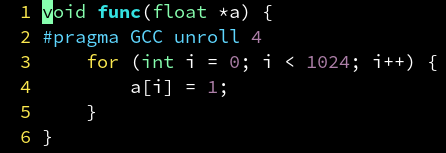 1 void func(float *a) {
2 #pragma GCC unroll 4
3     for (int i = 0; i < 1024; i++) {
4         a[i] = 1;
5     }
6 }